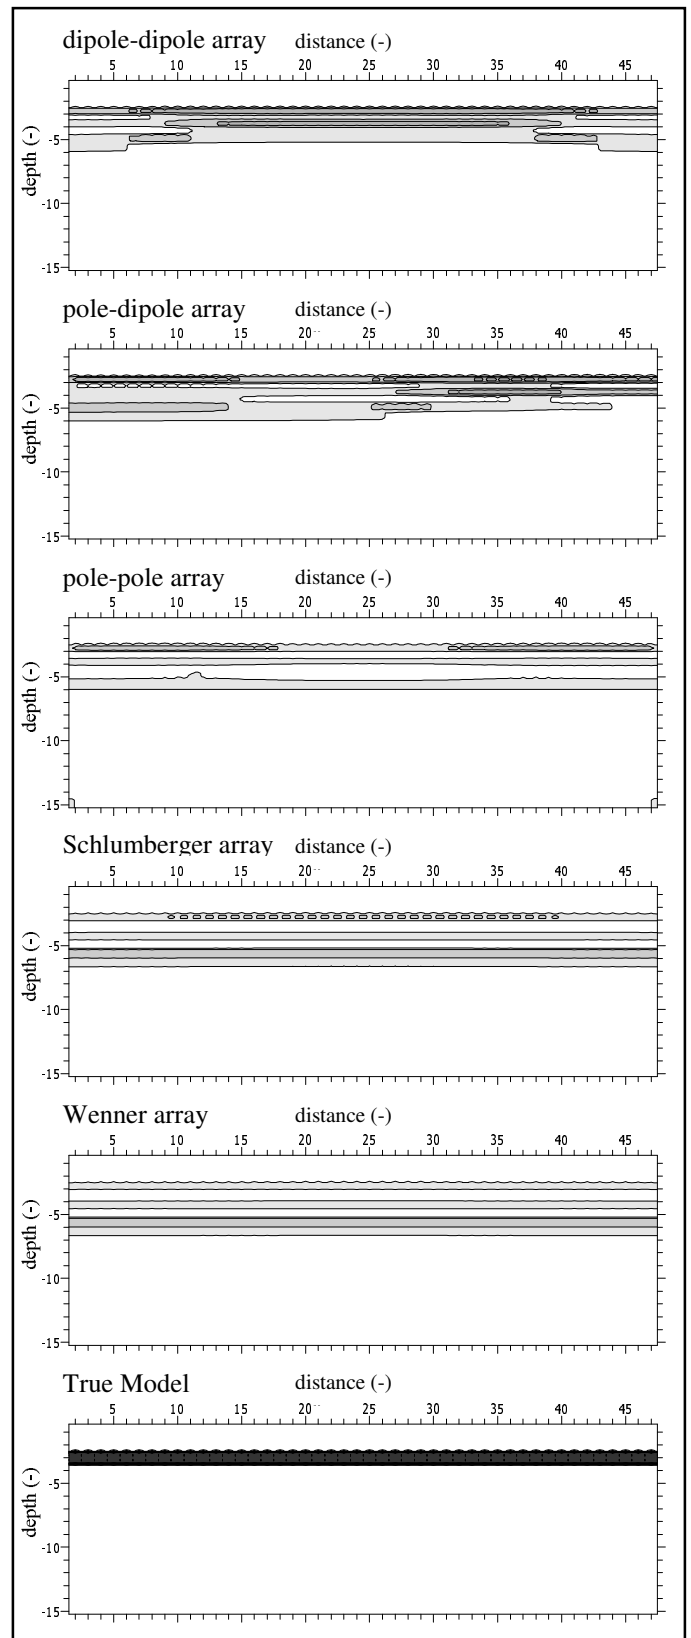 dipole-dipole array distance (-)
5 10 15 20 25 30 35 40 45
depth (-)
-5
-10
-15
pole-dipole array distance (-)
5 10 15 20 25 30 35 40 45
depth (-)
-5
-10
-15
pole-pole array distance (-)
5 10 15 20 25 30 35 40 45
depth (-)
-5
-10
-15
Schlumberger array distance (-)
5 10 15 20 25 30 35 40 45
depth (-)
-5
-10
-15
Wenner array distance (-)
5 10 15 20 25 30 35 40 45
depth (-)
-5
-10
-15
True Model distance (-)
5 10 15 20 25 30 35 40 45
depth (-)
-5
-10
-15